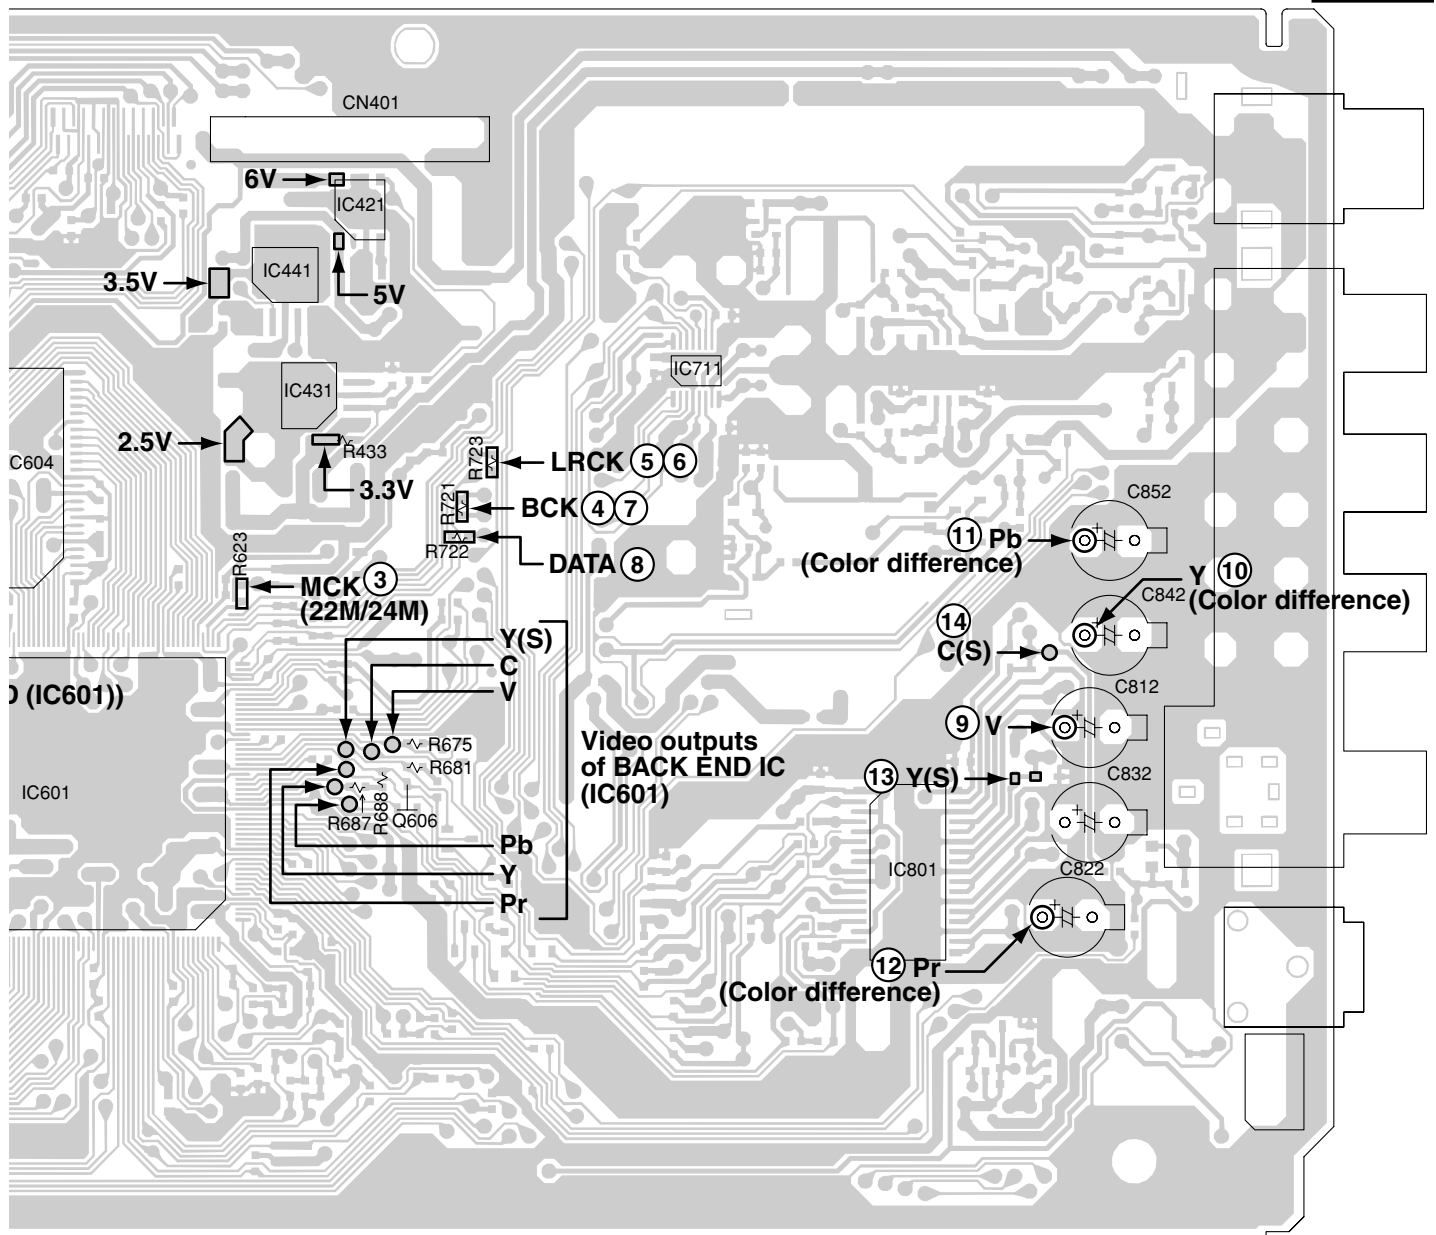 CN401
6V
IC421
IC441
3.5V
5V
IC431
2.5V
R433
3.3V
C604
R723
LRCK 5 6
R721
BCK 4 7
R722
DATA 8
R623
MCK 3
(22M/24M)
IC711
C852
11 Pb
(Color difference)
Y 10
C842
(Color difference)
14
C(S)
C812
9 V
13 Y(S)
C832
IC801
C822
12 Pr
(Color difference)
Y(S)
C
V
D (IC601))
R675
R681
IC601
R687
R688
Q606
Video outputs
of BACK END IC
(IC601)
Pb
Y
Pr